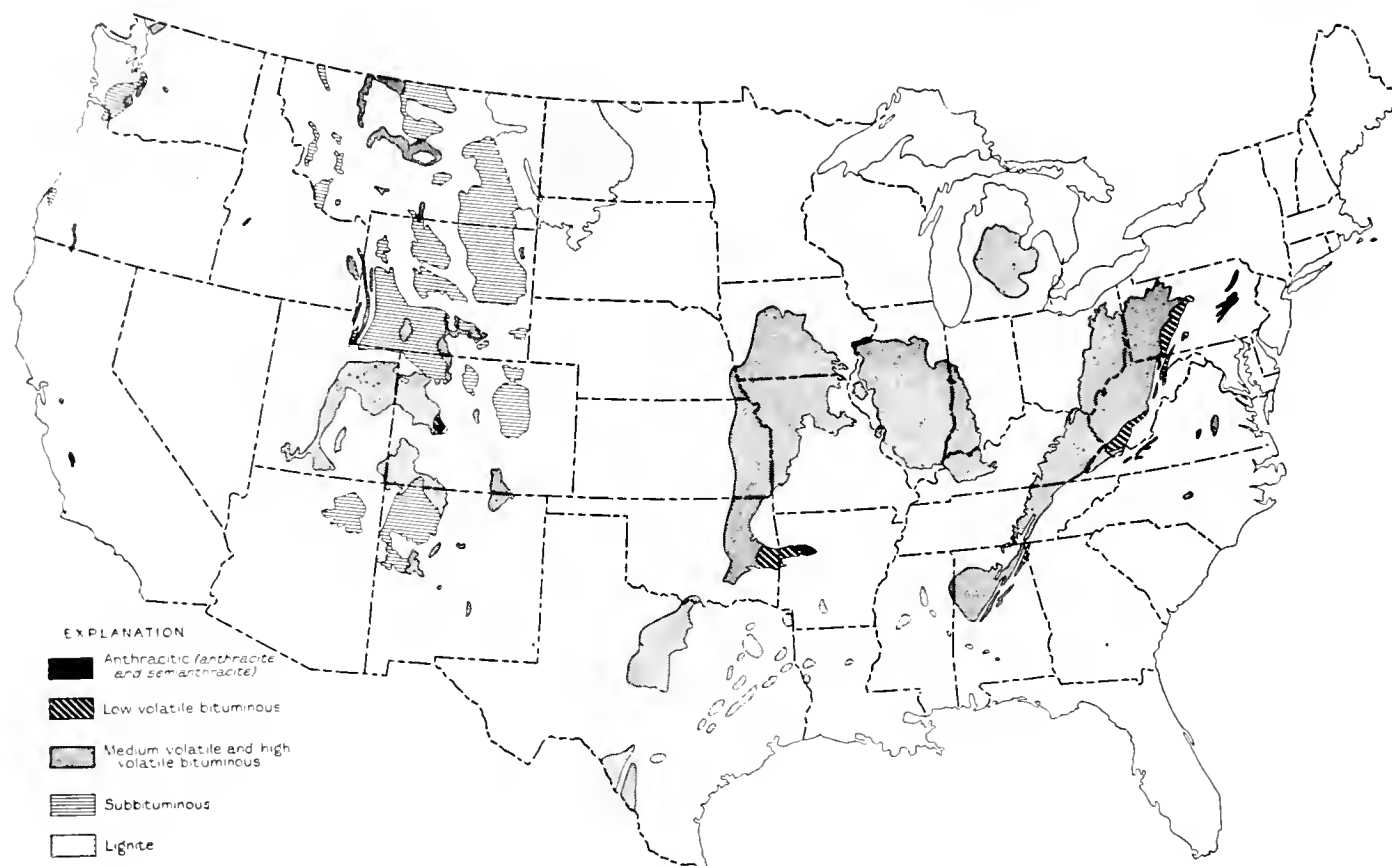 EXPLANATION
Anthracitic (anthracite
and semianthracite)
Low volatile bituminous
Medium volatile and high
volatile bituminous
Subbituminous
Lignite